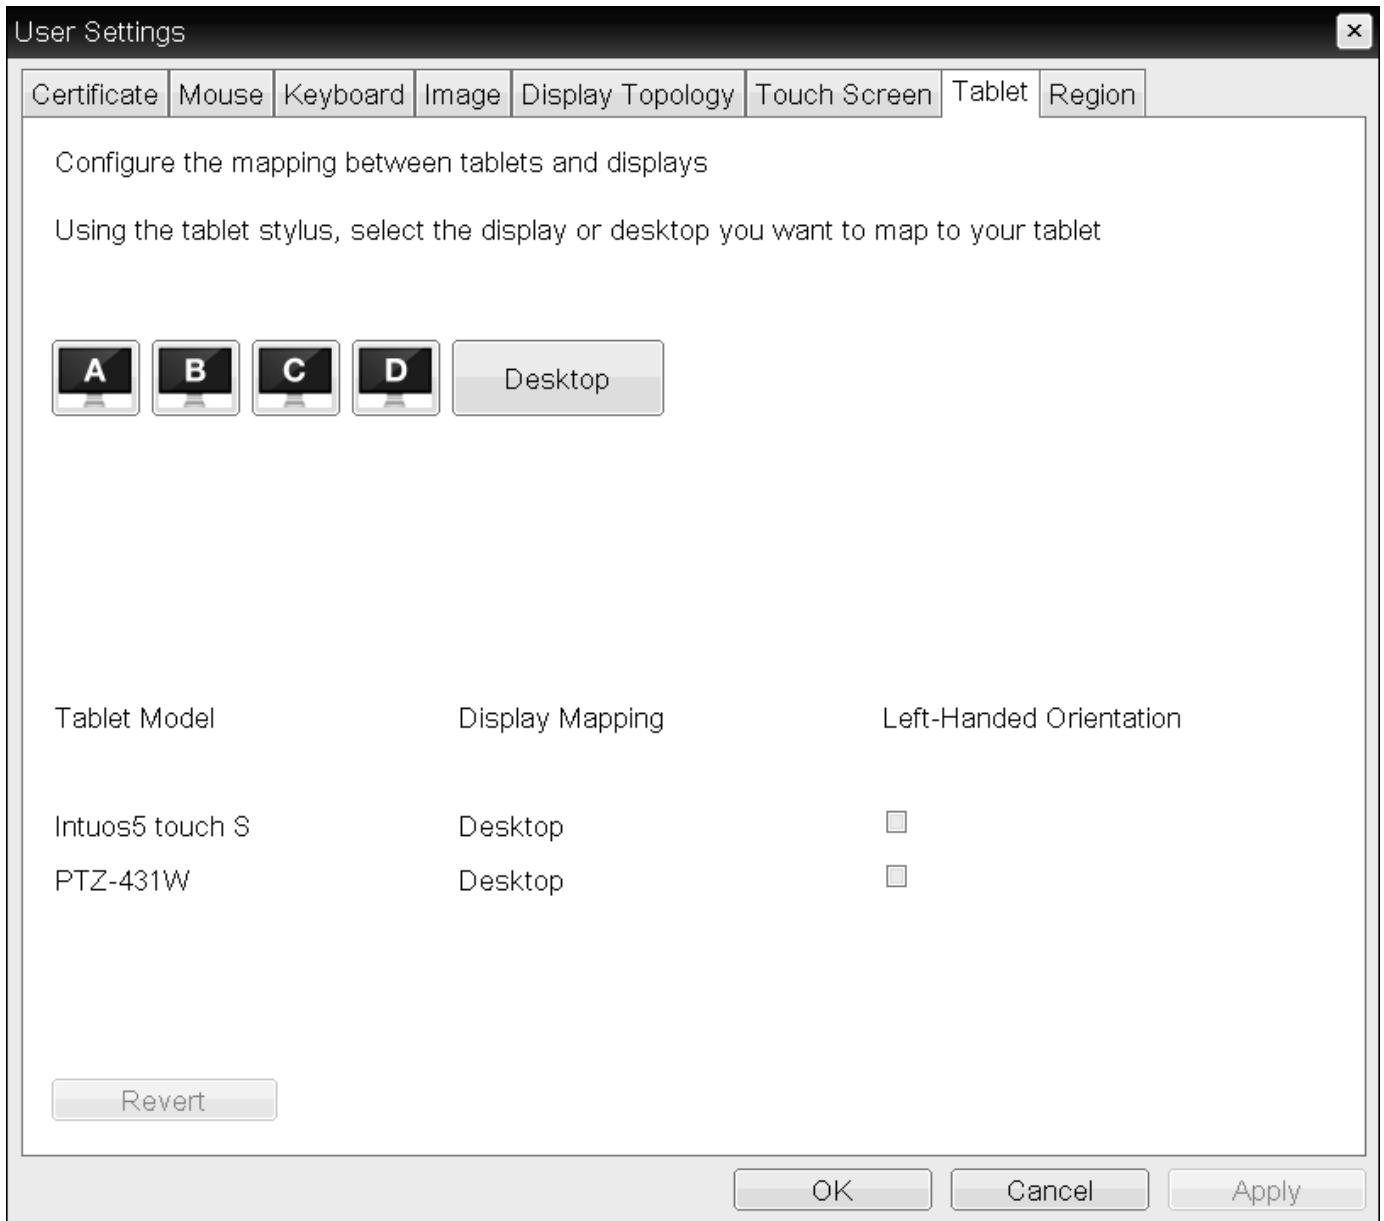 User Settings
Certificate Mouse Keyboard Image Display Topology Touch Screen Tablet Region
Configure the mapping between tablets and displays
Using the tablet stylus, select the display or desktop you want to map to your tablet
A B C D Desktop
Tablet Model Display Mapping Left-Handed Orientation
Intuos5 touch S Desktop
PTZ-431W Desktop
Revert
OK Cancel Apply